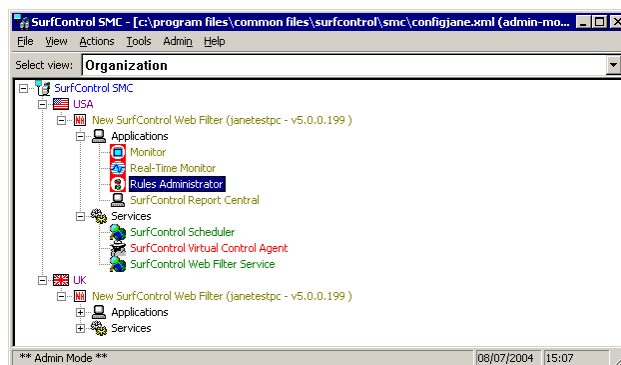 SurfControl SMC - [c:\program files\common files\surfcontrol\smc\configjane.xml (admin-mo...
File View Actions Tools Admin Help
Select view: Organization
SurfControl SMC
USA
New SurfControl Web Filter (janetestpc - v5.0.0.199 )
Applications
Monitor
Real-Time Monitor
Rules Administrator
SurfControl Report Central
Services
SurfControl Scheduler
SurfControl Virtual Control Agent
SurfControl Web Filter Service
UK
New SurfControl Web Filter (janetestpc - v5.0.0.199 )
Applications
Services
** Admin Mode ** 08/07/2004 15:07